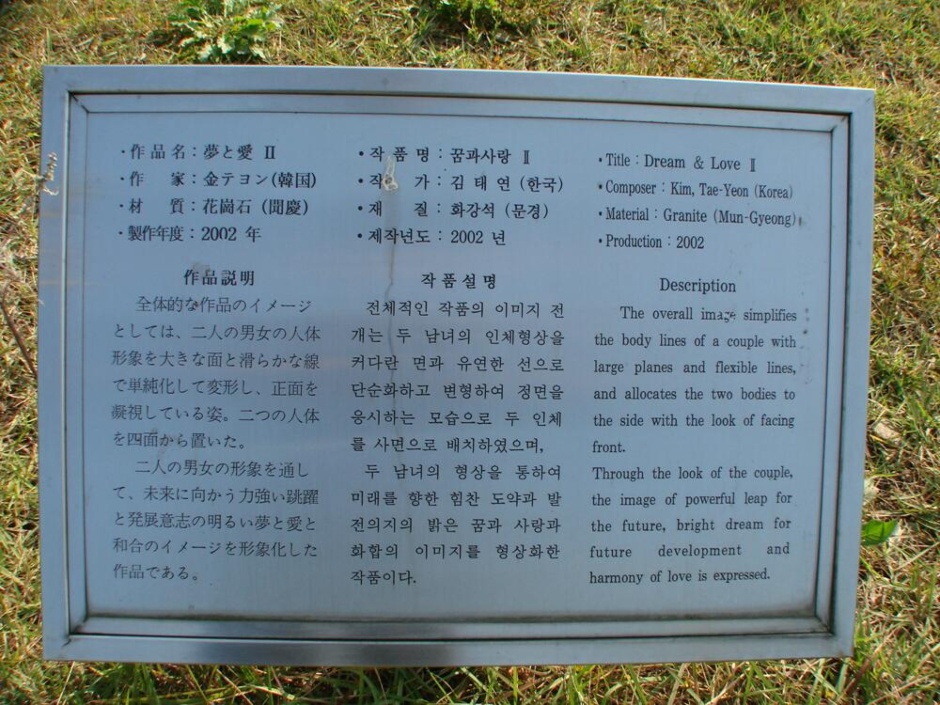 ・作品名：夢と愛 Ⅱ
・作　家：金テヨン(韓国)
・材　質：花崗石 (聞慶)
・製作年度：2002 年
作品説明
全体的な作品のイメージ
としては、二人の男女の人体
形象を大きな面と滑らかな線
で単純化して変形し、正面を
凝視している姿。二つの人体
を四面から置いた。
二人の男女の形象を通し
て、未来に向かう力強い跳躍
と発展意志の明るい夢と愛と
和合のイメージを形象化した
作品である。
・작 품 명 : 꿈과사랑 Ⅱ
・작　가 : 김 태 연 (한국)
・재　질 : 화강석 (문경)
・제작년도 : 2002 년
작품설명
전체적인 작품의 이미지 전
개는 두 남녀의 인체형상을
커다란 면과 유연한 선으로
단순화하고 변형하여 정면을
응시하는 모습으로 두 인체
를 사면으로 배치하였으며,
두 남녀의 형상을 통하여
미래를 향한 힘찬 도약과 발
전의지의 밝은 꿈과 사랑과
화합의 이미지를 형상화한
작품이다.
・Title : Dream & Love Ⅱ
・Composer : Kim, Tae-Yeon (Korea)
・Material : Granite (Mun-Gyeong)
・Production : 2002
Description
The overall image simplifies
the body lines of a couple with
large planes and flexible lines,
and allocates the two bodies to
the side with the look of facing
front.
Through the look of the couple,
the image of powerful leap for
the future, bright dream for
future development and
harmony of love is expressed.